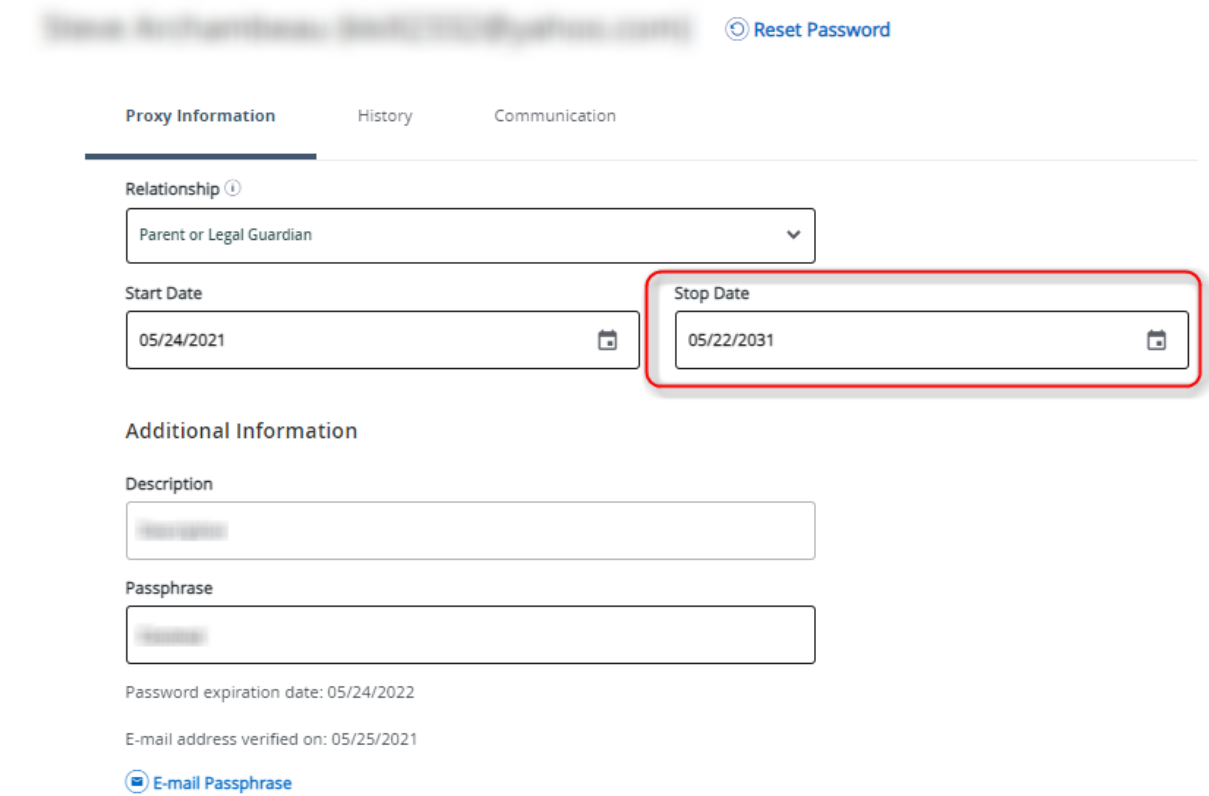 Reset Password
Proxy Information History Communication
Relationship
Parent or Legal Guardian
Start Date Stop Date
05/24/2021 05/22/2031
Additional Information
Description
Passphrase
Password expiration date: 05/24/2022
E-mail address verified on: 05/25/2021
E-mail Passphrase